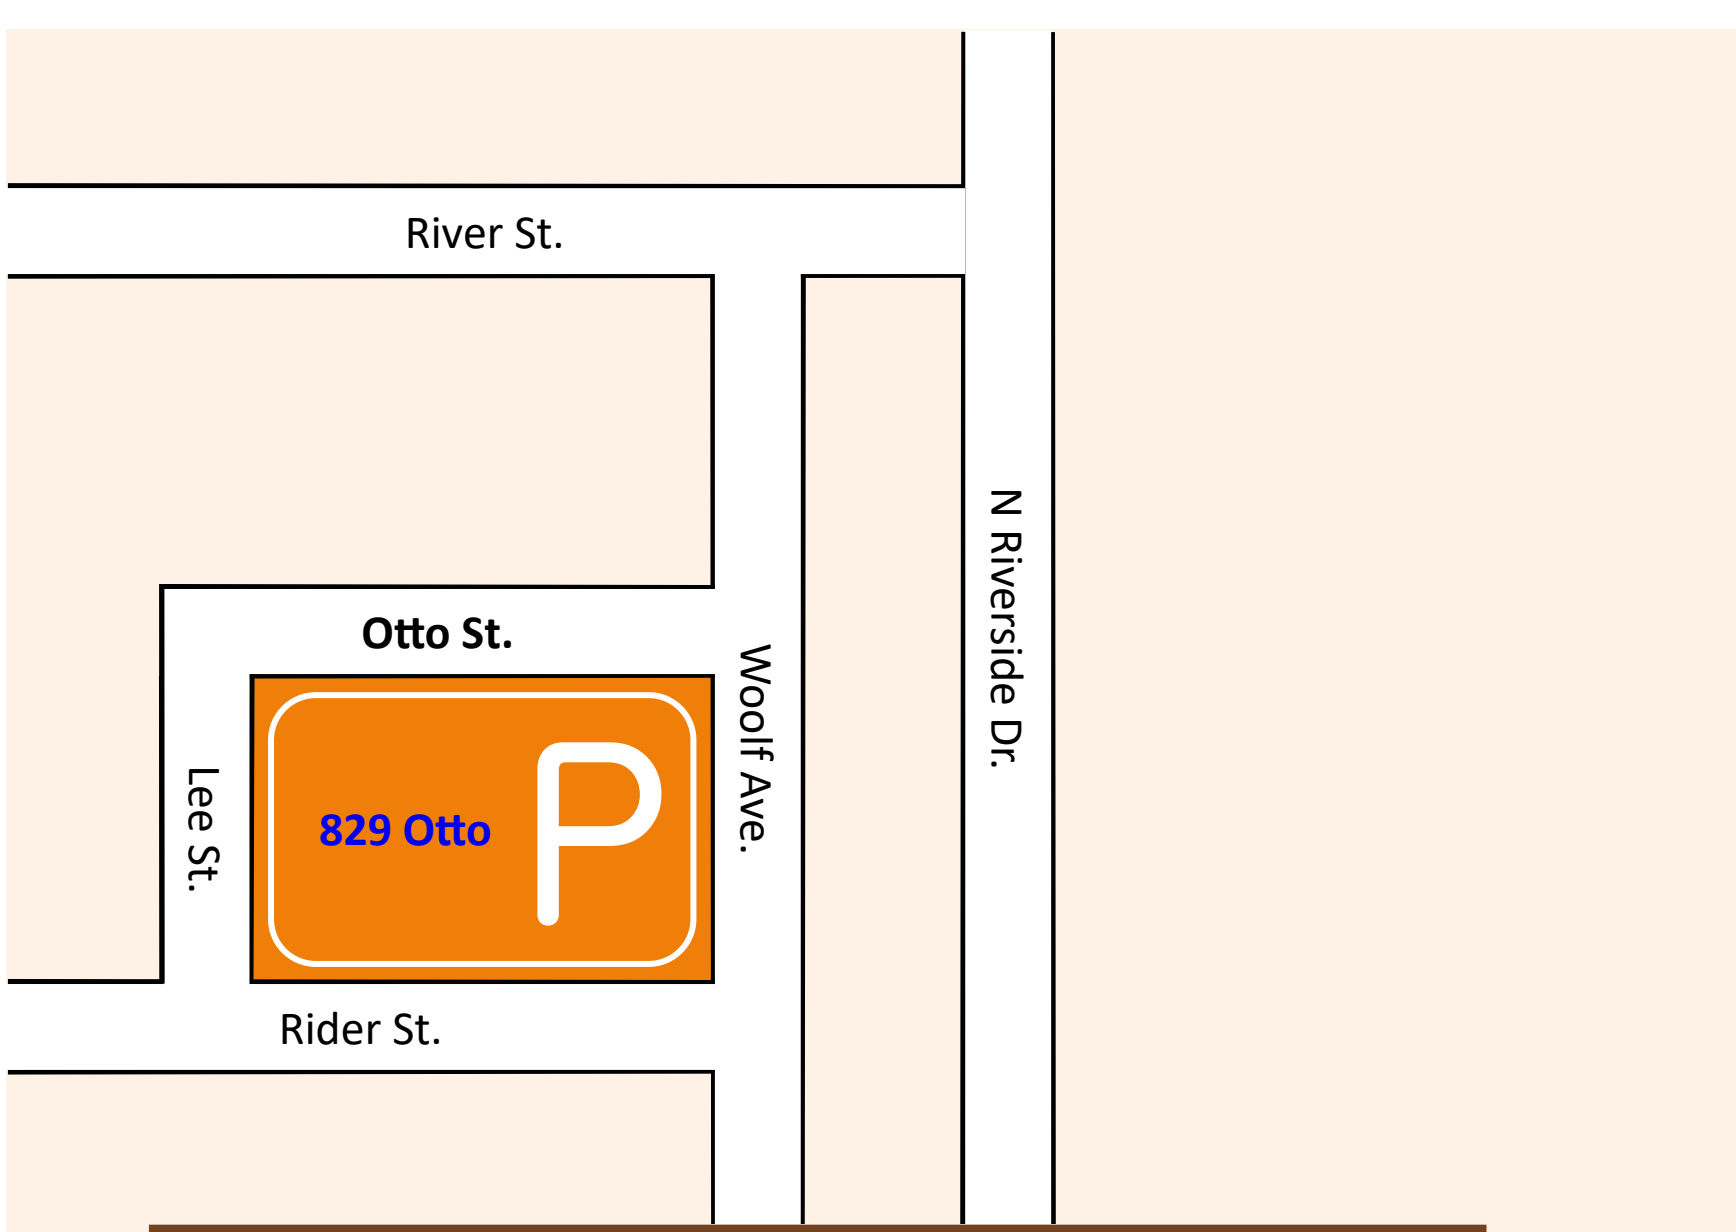 River St.
N Riverside Dr.
Otto St.
Woolf Ave.
Lee St.
829 Otto
P
Rider St.